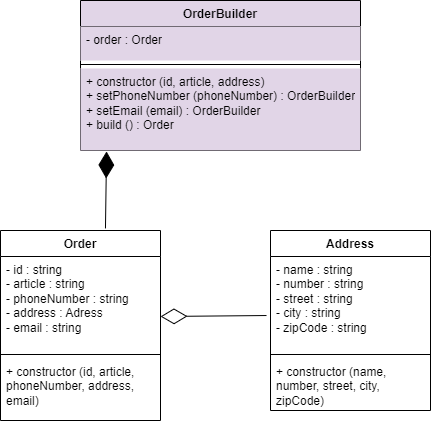 OrderBuilder
- order : Order
+ constructor (id, article, address)
+ setPhoneNumber (phoneNumber) : OrderBuilder
+ setEmail (email) : OrderBuilder
+ build () : Order
Order
- id : string
- article : string
- phoneNumber : string
- address : Adress
- email : string
+ constructor (id, article,
phoneNumber, address,
email)
Address
- name : string
- number : string
- street : string
- city : string
- zipCode : string
+ constructor (name,
number, street, city,
zipCode)